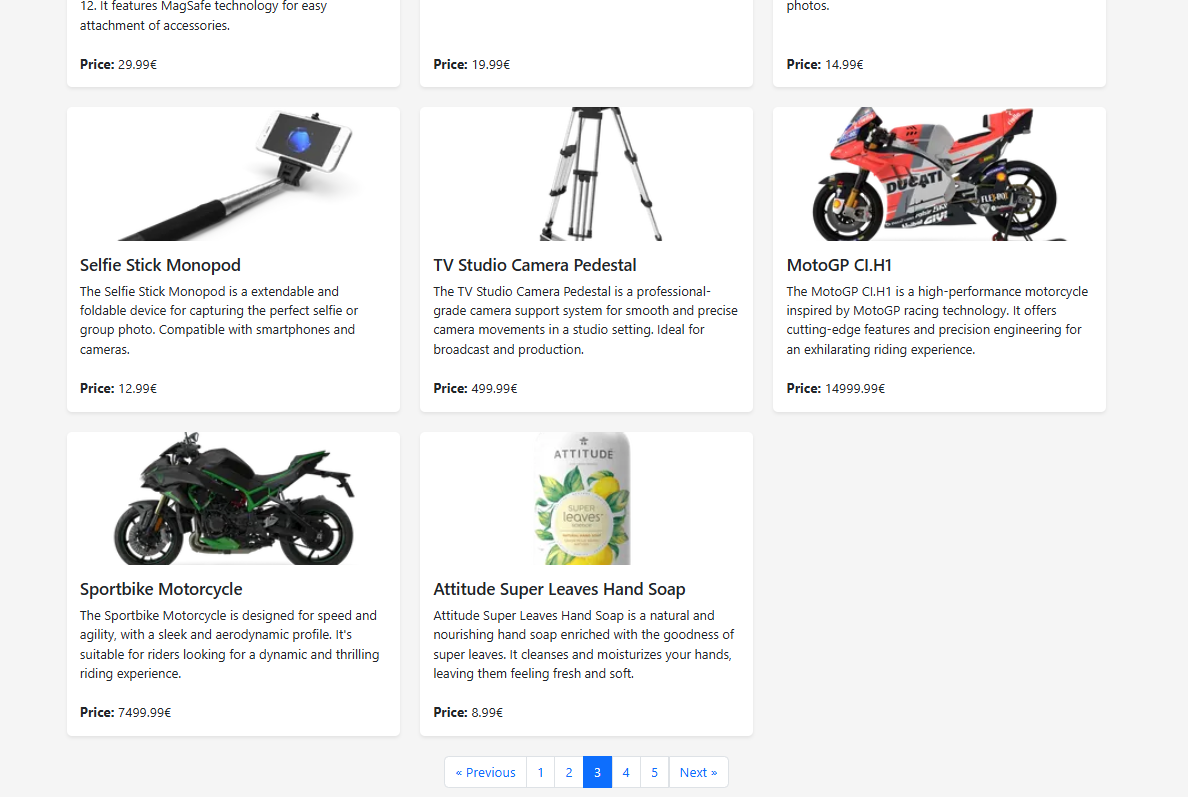 12. It features MagSafe technology for easy
attachment of accessories.
Price: 29.99€
Price: 19.99€
photos.
Price: 14.99€
Selfie Stick Monopod
The Selfie Stick Monopod is a extendable and
foldable device for capturing the perfect selfie or
group photo. Compatible with smartphones and
cameras.
Price: 12.99€
TV Studio Camera Pedestal
The TV Studio Camera Pedestal is a professional-
grade camera support system for smooth and precise
camera movements in a studio setting. Ideal for
broadcast and production.
Price: 499.99€
DUCATI
MotoGP CI.H1
The MotoGP CI.H1 is a high-performance motorcycle
inspired by MotoGP racing technology. It offers
cutting-edge features and precision engineering for
an exhilarating riding experience.
Price: 14999.99€
Sportbike Motorcycle
The Sportbike Motorcycle is designed for speed and
agility, with a sleek and aerodynamic profile. It's
suitable for riders looking for a dynamic and thrilling
riding experience.
Price: 7499.99€
ATTITUDE
SUPER
leaves
Attitude Super Leaves Hand Soap
Attitude Super Leaves Hand Soap is a natural and
nourishing hand soap enriched with the goodness of
super leaves. It cleanses and moisturizes your hands,
leaving them feeling fresh and soft.
Price: 8.99€
« Previous 1 2 3 4 5 Next »